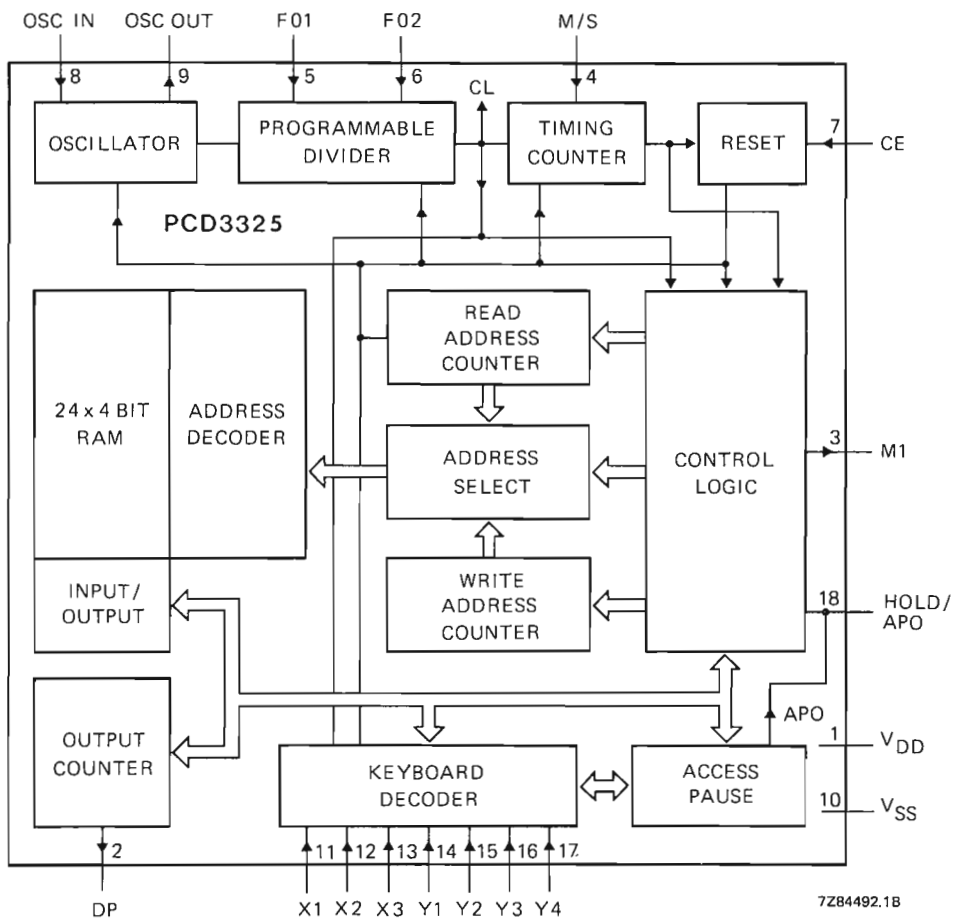 OSC IN OSC OUT F01 F02 M/S
8 9 5 6 4
CL
OSCILLATOR
PROGRAMMABLE
DIVIDER
TIMING
COUNTER
RESET
7 CE
PCD3325
24 x 4 BIT
RAM
ADDRESS
DECODER
READ
ADDRESS
COUNTER
ADDRESS
SELECT
WRITE
ADDRESS
COUNTER
CONTROL
LOGIC
3 M1
18 HOLD/
APO
INPUT/
OUTPUT
OUTPUT
COUNTER
KEYBOARD
DECODER
APO
ACCESS
PAUSE
1 VDD
10 VSS
2 11 12 13 14 15 16 17
DP X1 X2 X3 Y1 Y2 Y3 Y4
7Z84492.1B